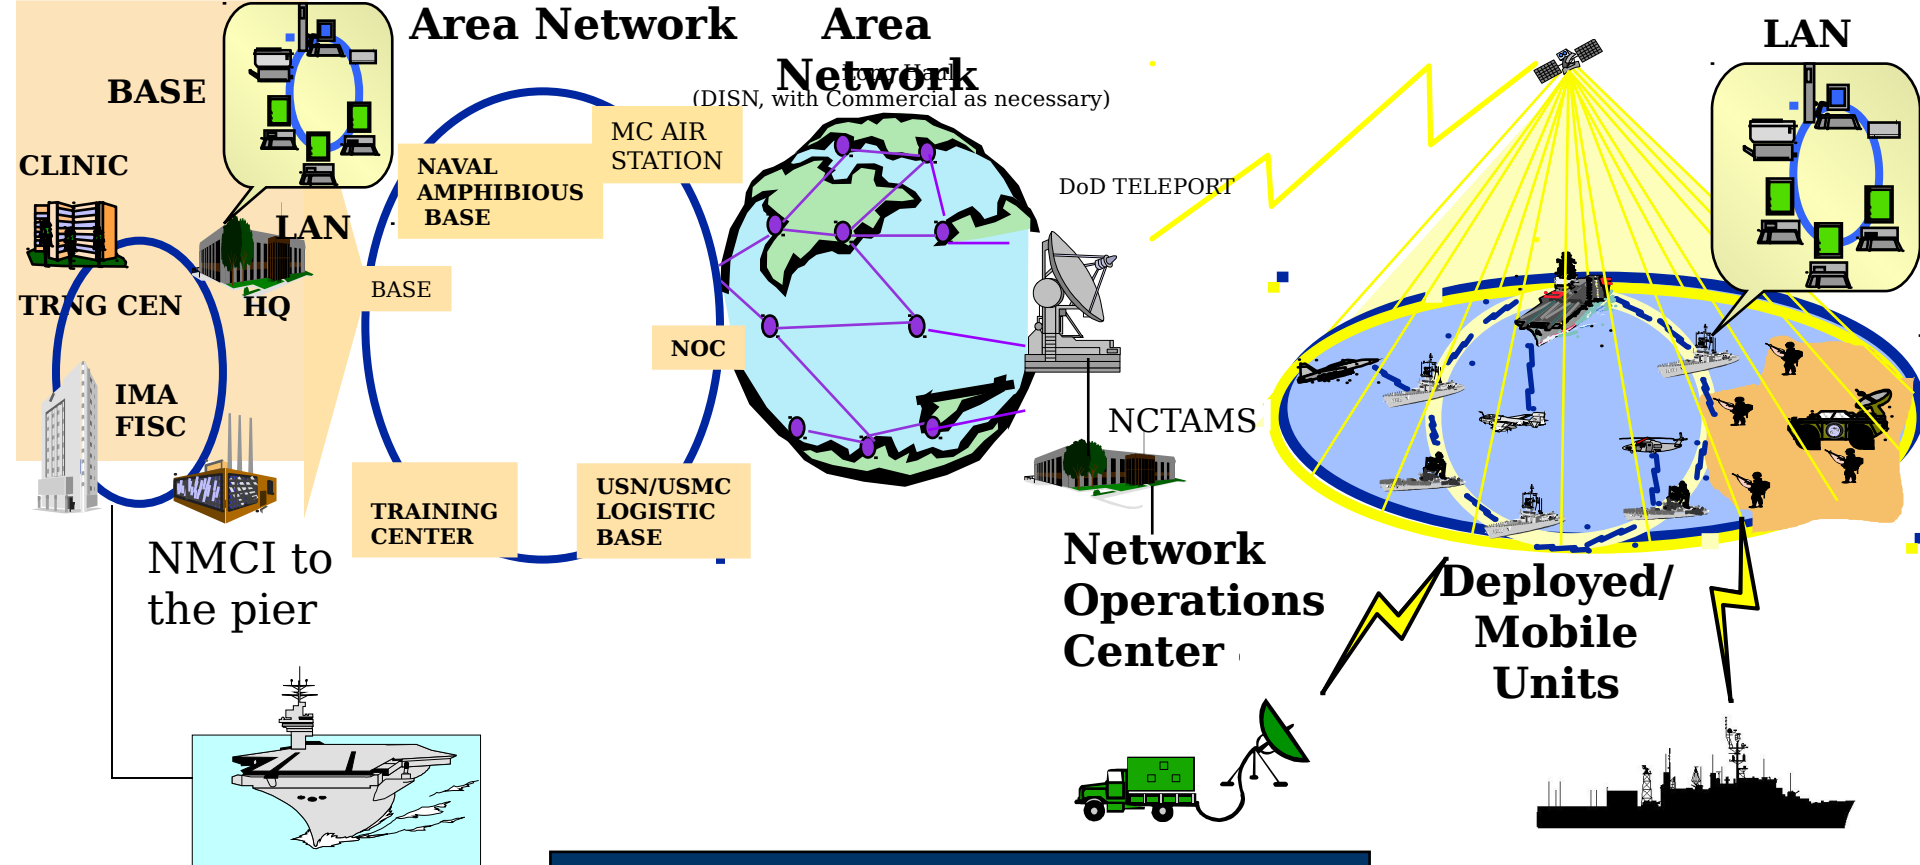 Area Network
Area
Network
Long Haul
(DISN, with Commercial as necessary)
LAN
BASE
MC AIR
STATION
NAVAL
AMPHIBIOUS
BASE
CLINIC
DoD TELEPORT
LAN
BASE
TRNG CEN
HQ
NOC
IMA
FISC
NCTAMS
TRAINING
CENTER
USN/USMC
LOGISTIC
BASE
NMCI to
the pier
Network
Operations
Center
Deployed/
Mobile
Units